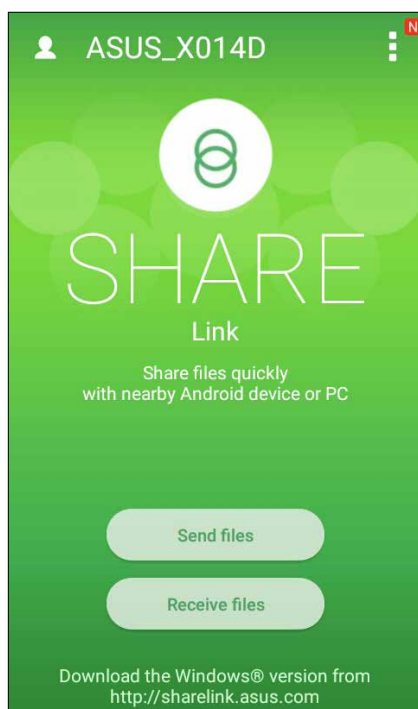 ASUS_X014D
N
SHARE
Link
Share files quickly
with nearby Android device or PC
Send files
Receive files
Download the Windows® version from
http://sharelink.asus.com